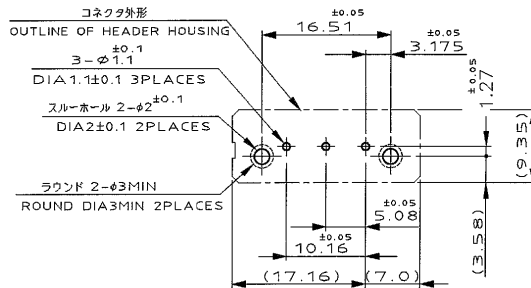 コネクタ外形
OUTLINE OF HEADER HOUSING
3-φ1.1±0.1
DIA1.1±0.1 3PLACES
スルーホール 2-φ2±0.1
DIA2±0.1 2PLACES
ラウンド 2-φ3MIN
ROUND DIA3MIN 2PLACES
±0.05
16.51
±0.05
3.175
±0.05
1.27
(9.35)
±0.05
5.08
(3.58)
±0.05
10.16
(17.16)
(7.0)